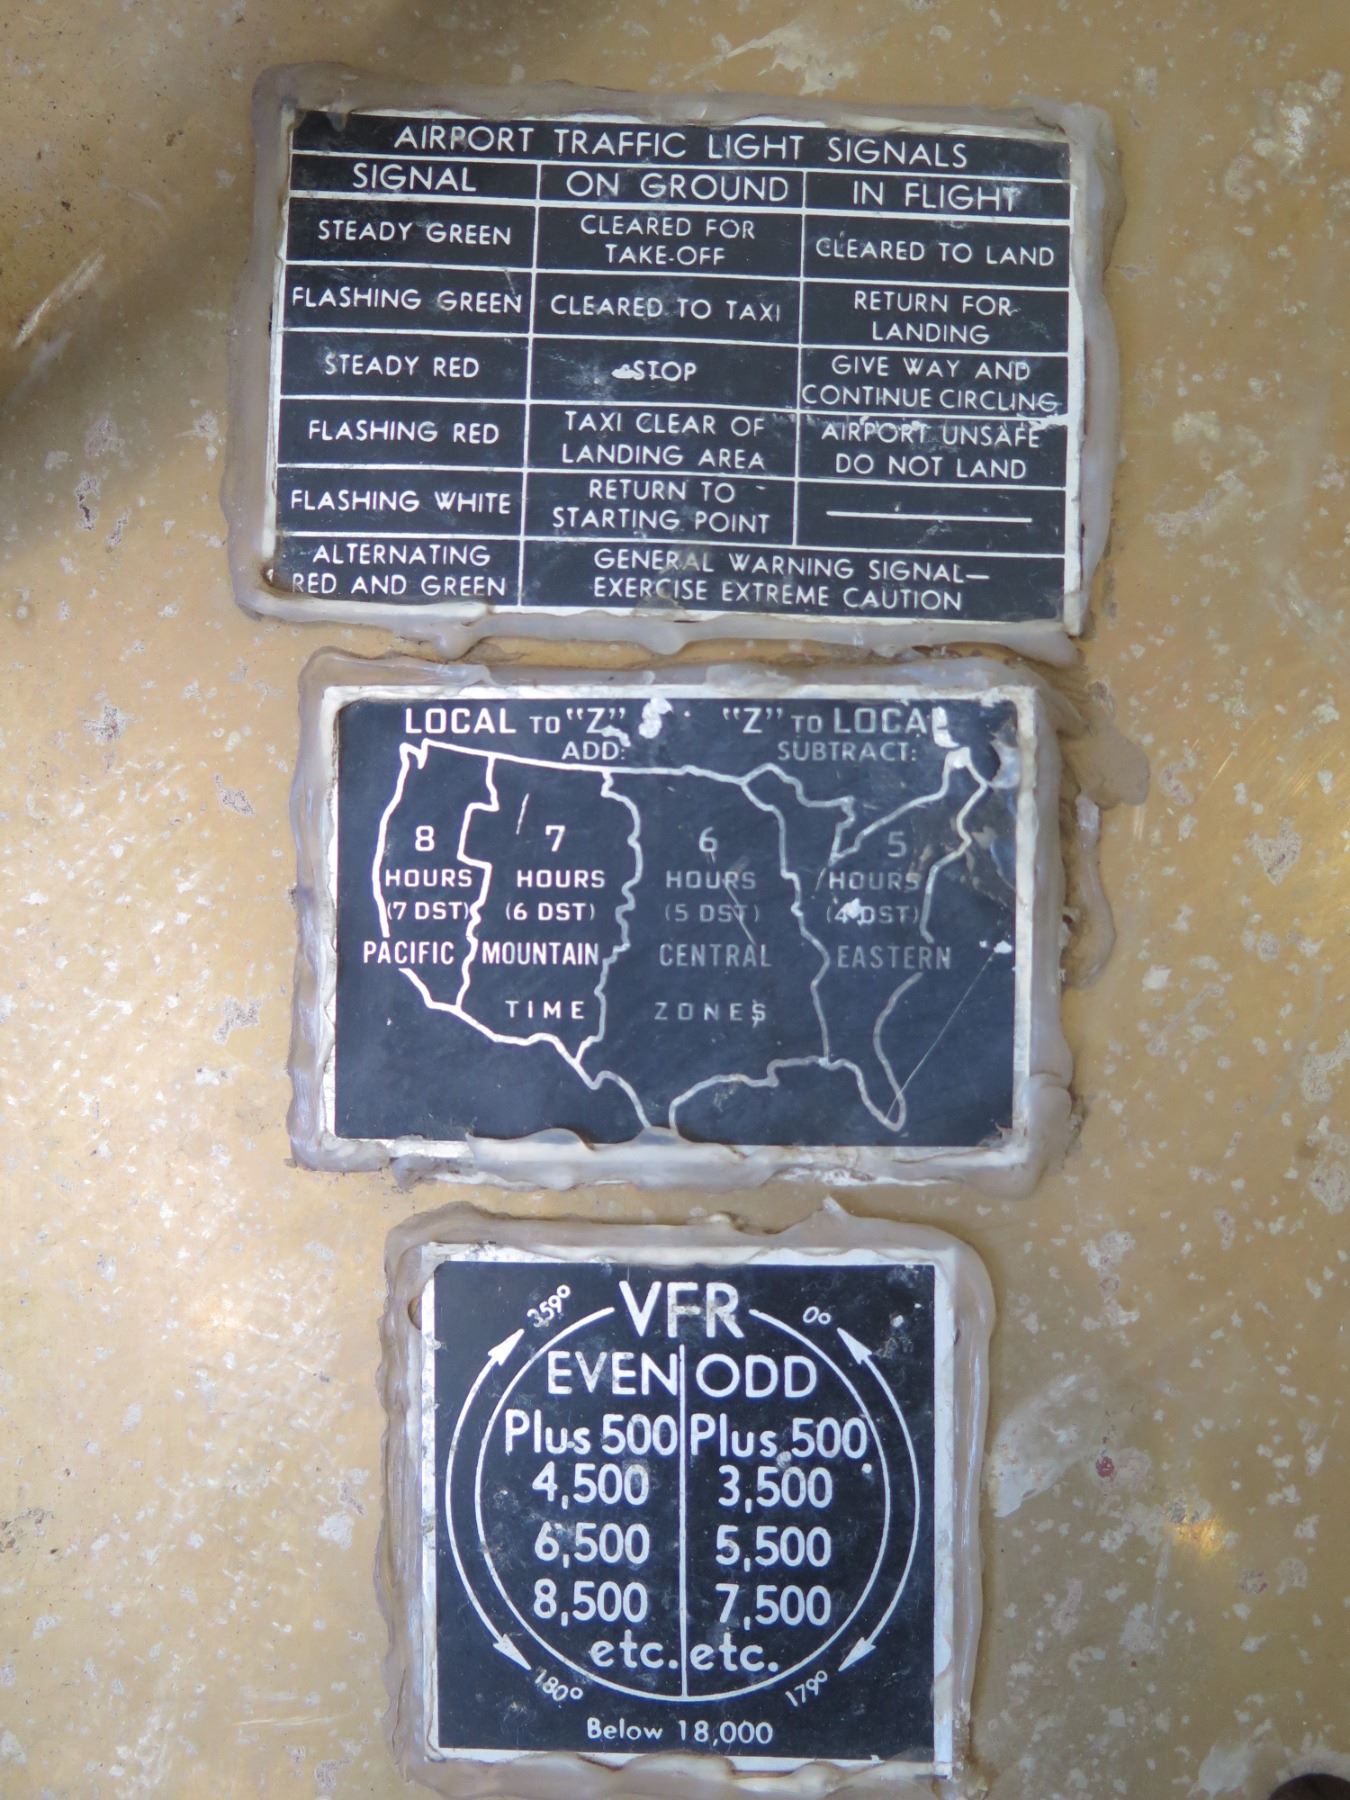 AIRPORT TRAFFIC LIGHT SIGNALS
SIGNAL ON GROUND IN FLIGHT
STEADY GREEN CLEARED FOR TAKE-OFF CLEARED TO LAND
FLASHING GREEN CLEARED TO TAXI RETURN FOR LANDING
STEADY RED STOP GIVE WAY AND CONTINUE CIRCLING
FLASHING RED TAXI CLEAR OF LANDING AREA AIRPORT UNSAFE DO NOT LAND
FLASHING WHITE RETURN TO STARTING POINT
ALTERNATING RED AND GREEN GENERAL WARNING SIGNAL— EXERCISE EXTREME CAUTION
LOCAL TO "Z" "Z" TO LOCAL
ADD: SUBTRACT:
8 7 6 5
HOURS HOURS HOURS HOURS
(7 DST) (6 DST) (5 DST) (4 DST)
PACIFIC MOUNTAIN CENTRAL EASTERN
TIME ZONES
359° VFR 0°
EVEN ODD
Plus 500 Plus 500
4,500 3,500
6,500 5,500
8,500 7,500
etc. etc.
180° 179°
Below 18,000